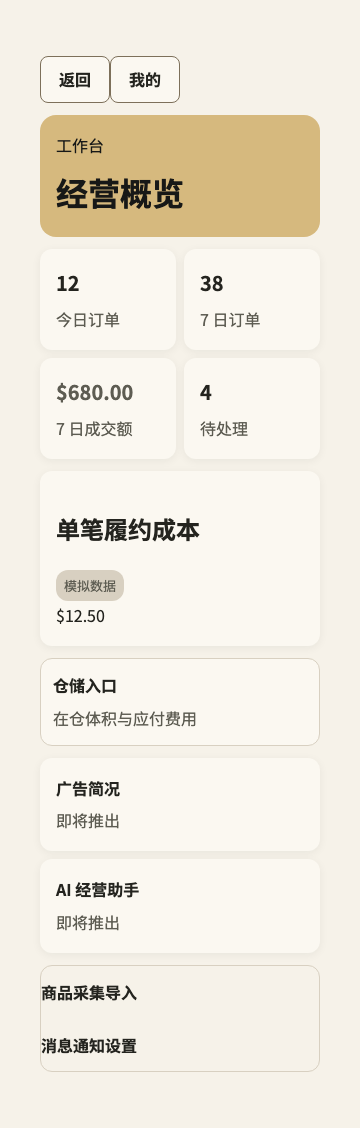 返回
我的
工作台
经营概览
12
今日订单
38
7 日订单
$680.00
7 日成交额
4
待处理
单笔履约成本
模拟数据
$12.50
仓储入口
在仓体积与应付费用
广告简况
即将推出
AI 经营助手
即将推出
商品采集导入
消息通知设置